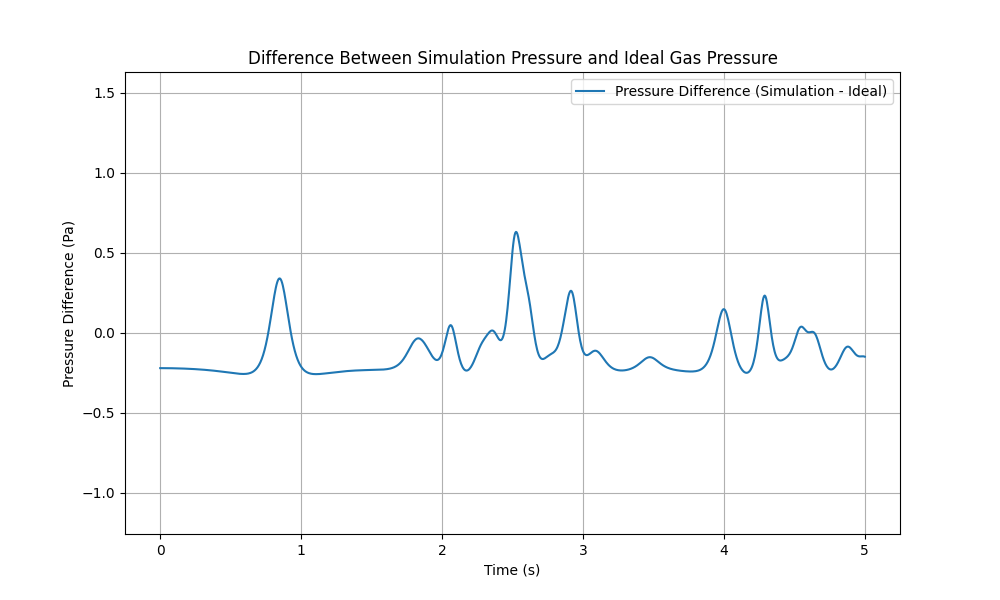 Difference Between Simulation Pressure and Ideal Gas Pressure
Pressure Difference (Simulation - Ideal)
Pressure Difference (Pa)
1.5
1.0
0.5
0.0
−0.5
−1.0
0 1 2 3 4 5
Time (s)